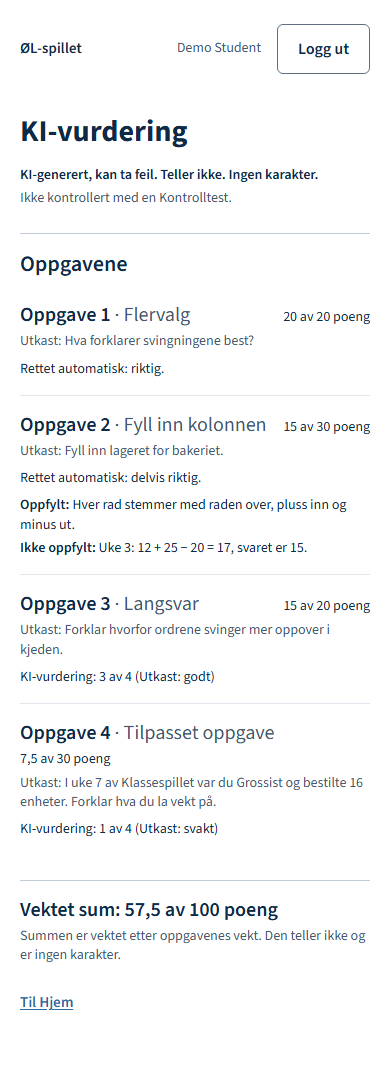 ØL-spillet
Demo Student
Logg ut
KI-vurdering
KI-generert, kan ta feil. Teller ikke. Ingen karakter.
Ikke kontrollert med en Kontrolltest.
Oppgavene
Oppgave 1 · Flervalg
20 av 20 poeng
Utkast: Hva forklarer svingningene best?
Rettet automatisk: riktig.
Oppgave 2 · Fyll inn kolonnen
15 av 30 poeng
Utkast: Fyll inn lageret for bakeriet.
Rettet automatisk: delvis riktig.
Oppfylt: Hver rad stemmer med raden over, pluss inn og
minus ut.
Ikke oppfylt: Uke 3: 12 + 25 − 20 = 17, svaret er 15.
Oppgave 3 · Langsvar
15 av 20 poeng
Utkast: Forklar hvorfor ordrene svinger mer oppover i
kjeden.
KI-vurdering: 3 av 4 (Utkast: godt)
Oppgave 4 · Tilpasset oppgave
7,5 av 30 poeng
Utkast: I uke 7 av Klassespillet var du Grossist og bestilte 16
enheter. Forklar hva du la vekt på.
KI-vurdering: 1 av 4 (Utkast: svakt)
Vektet sum: 57,5 av 100 poeng
Summen er vektet etter oppgavenes vekt. Den teller ikke og
er ingen karakter.
Til Hjem